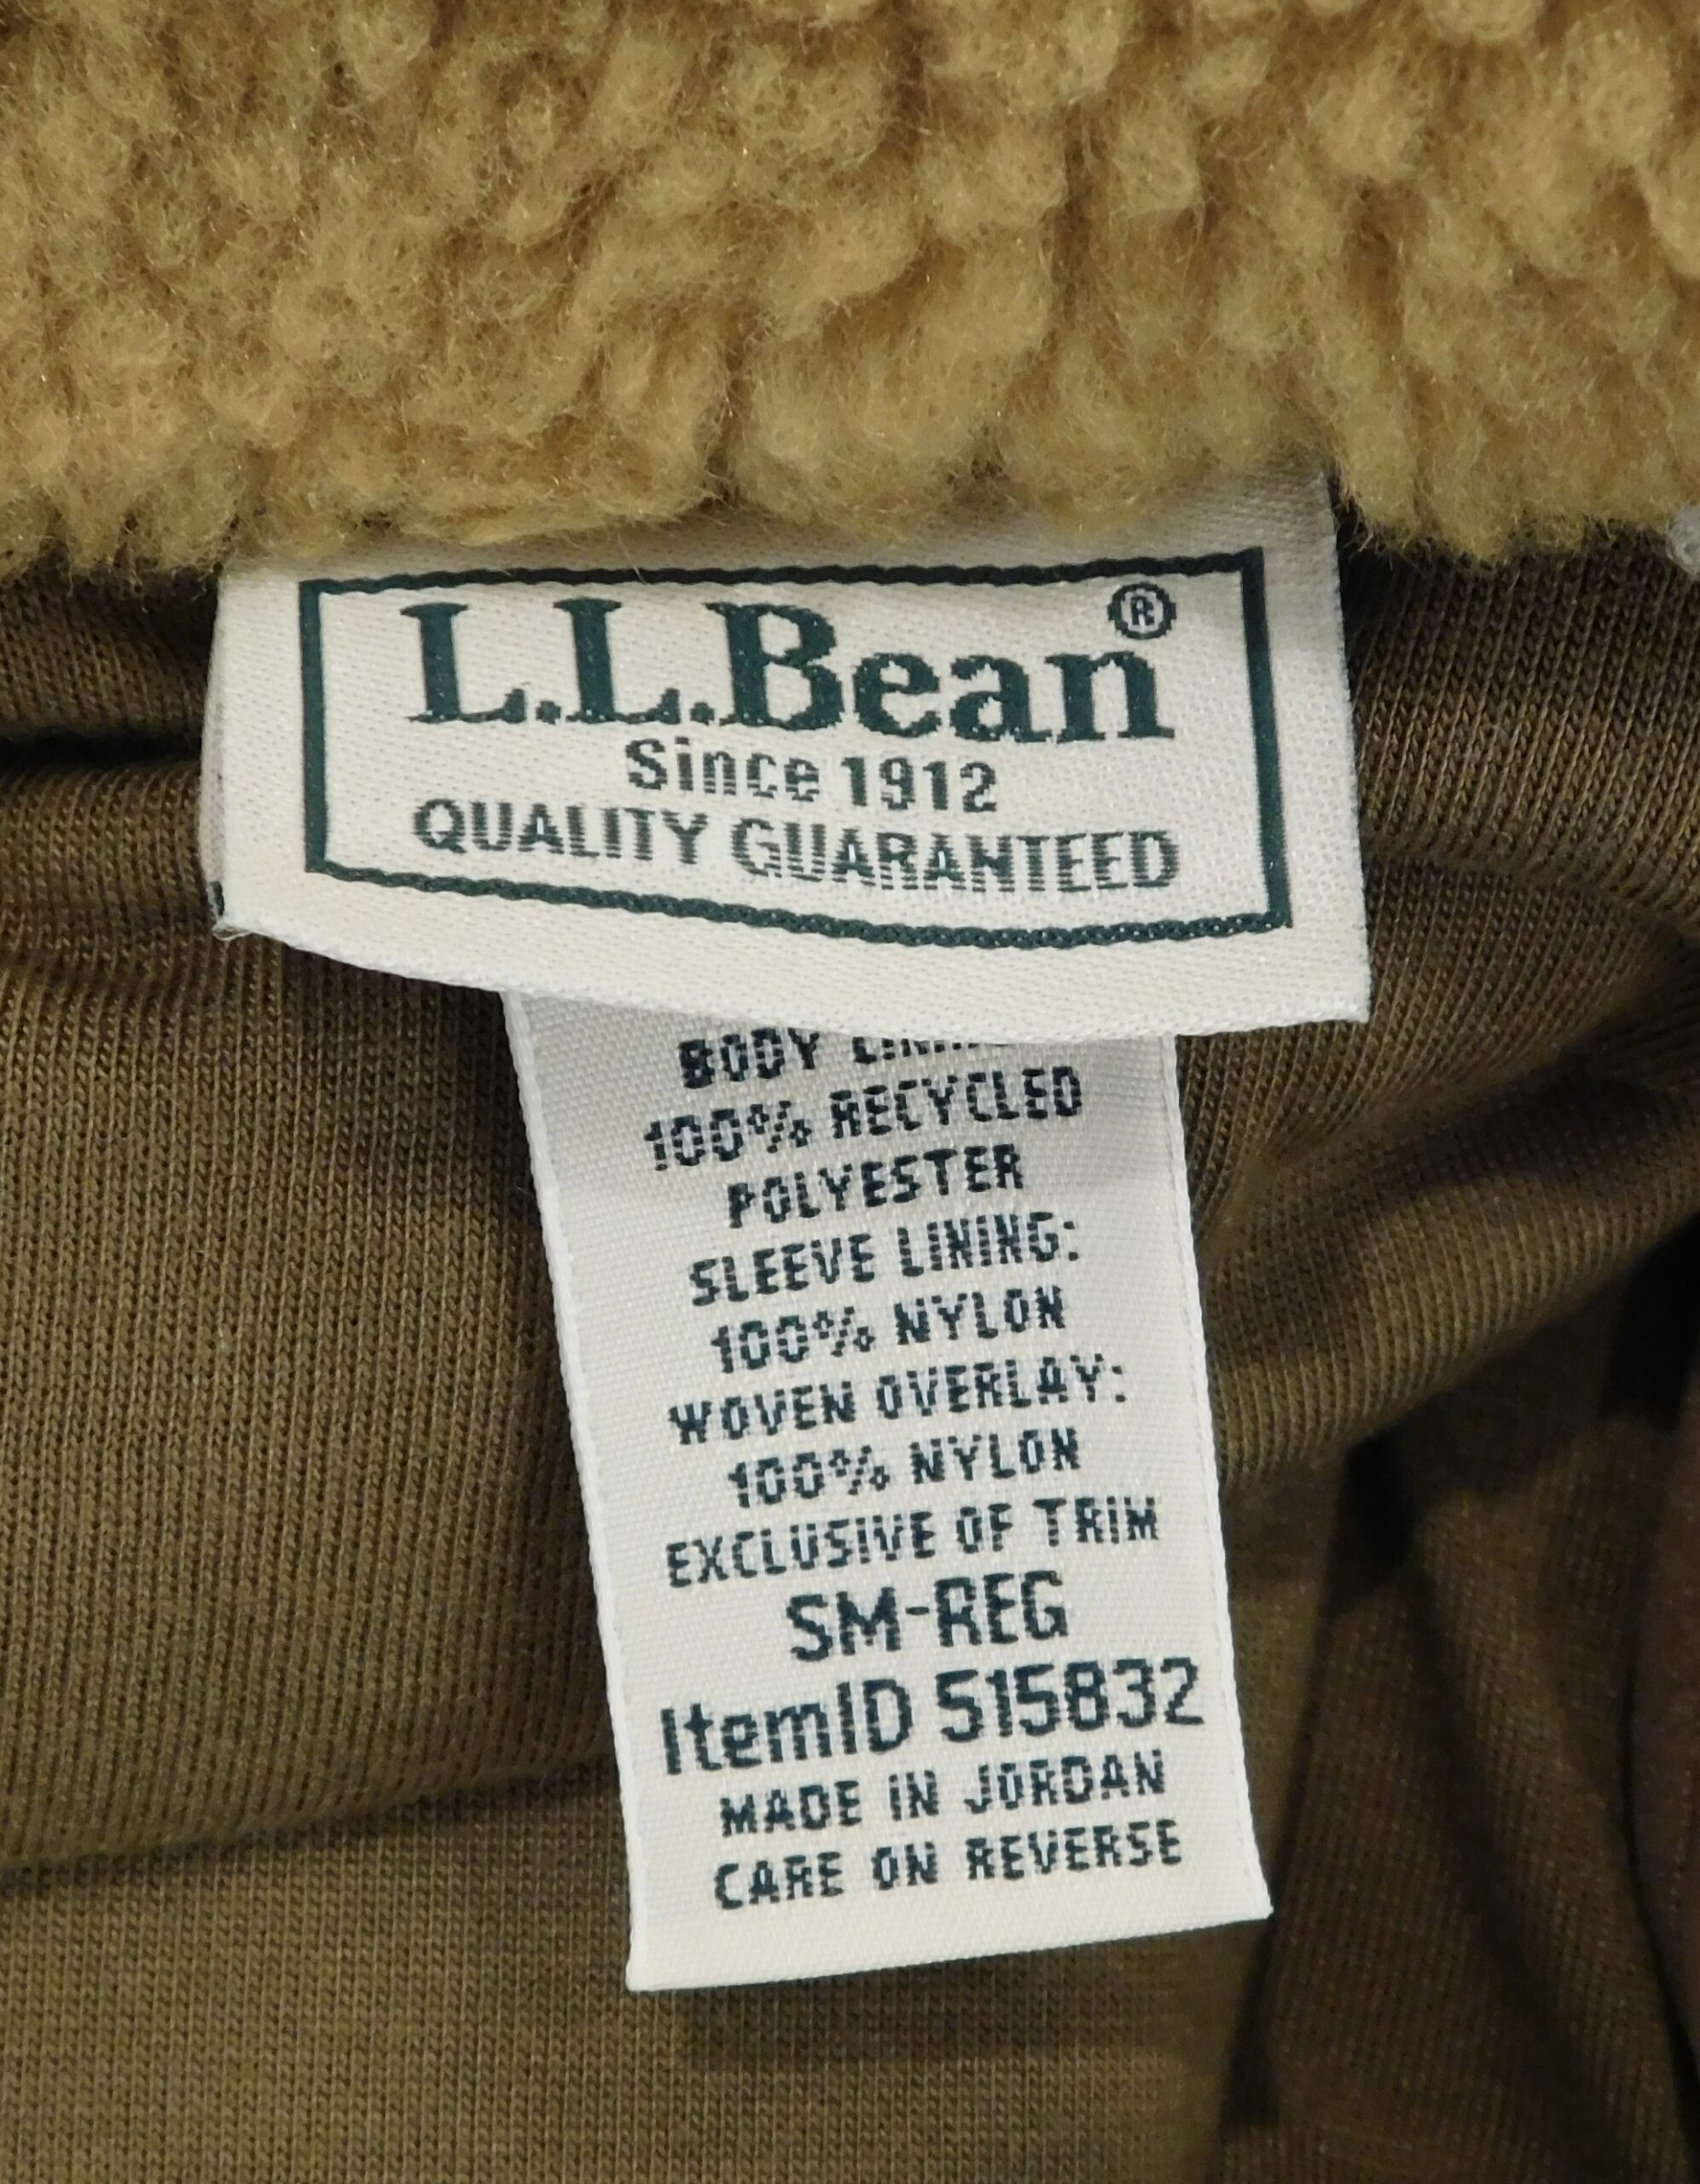 L.L.Bean®
Since 1912
QUALITY GUARANTEED
BODY
100% RECYCLED
POLYESTER
SLEEVE LINING:
100% NYLON
WOVEN OVERLAY:
100% NYLON
EXCLUSIVE OF TRIM
SM-REG
ItemID 515832
MADE IN JORDAN
CARE ON REVERSE